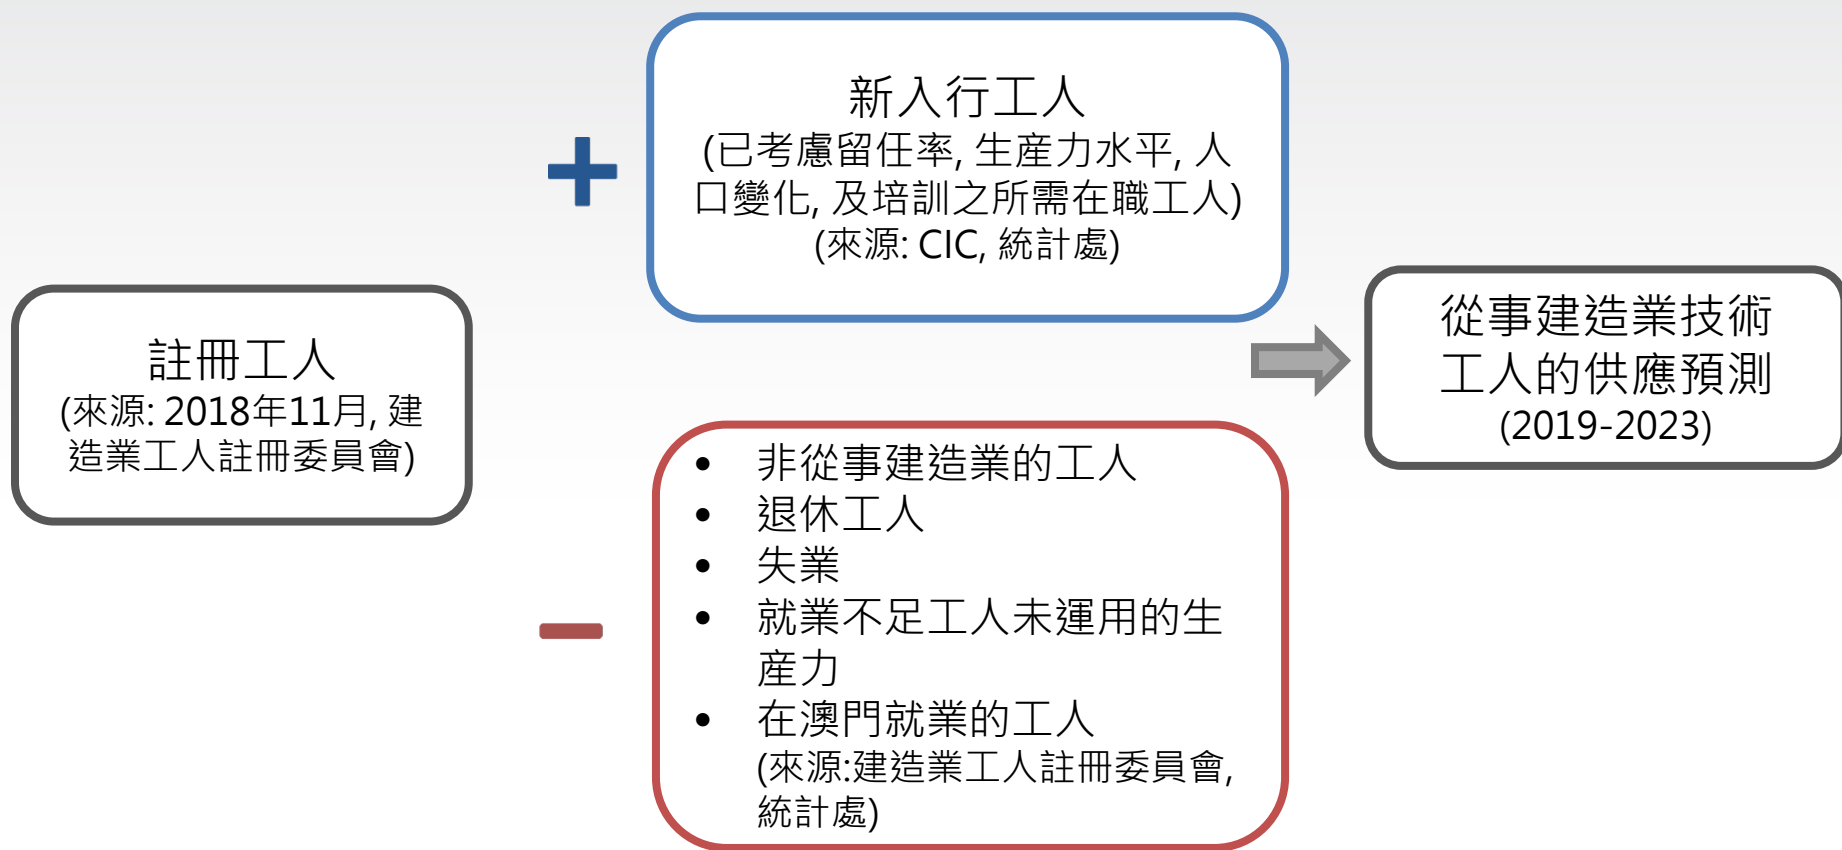 註冊工人
(來源: 2018年11月, 建
造業工人註冊委員會)
+
新入行工人
(已考慮留任率, 生産力水平, 人
口變化, 及培訓之所需在職工人)
(來源: CIC, 統計處)
−
• 非從事建造業的工人
• 退休工人
• 失業
• 就業不足工人未運用的生
産力
• 在澳門就業的工人
(來源:建造業工人註冊委員會,
統計處)
從事建造業技術
工人的供應預測
(2019-2023)